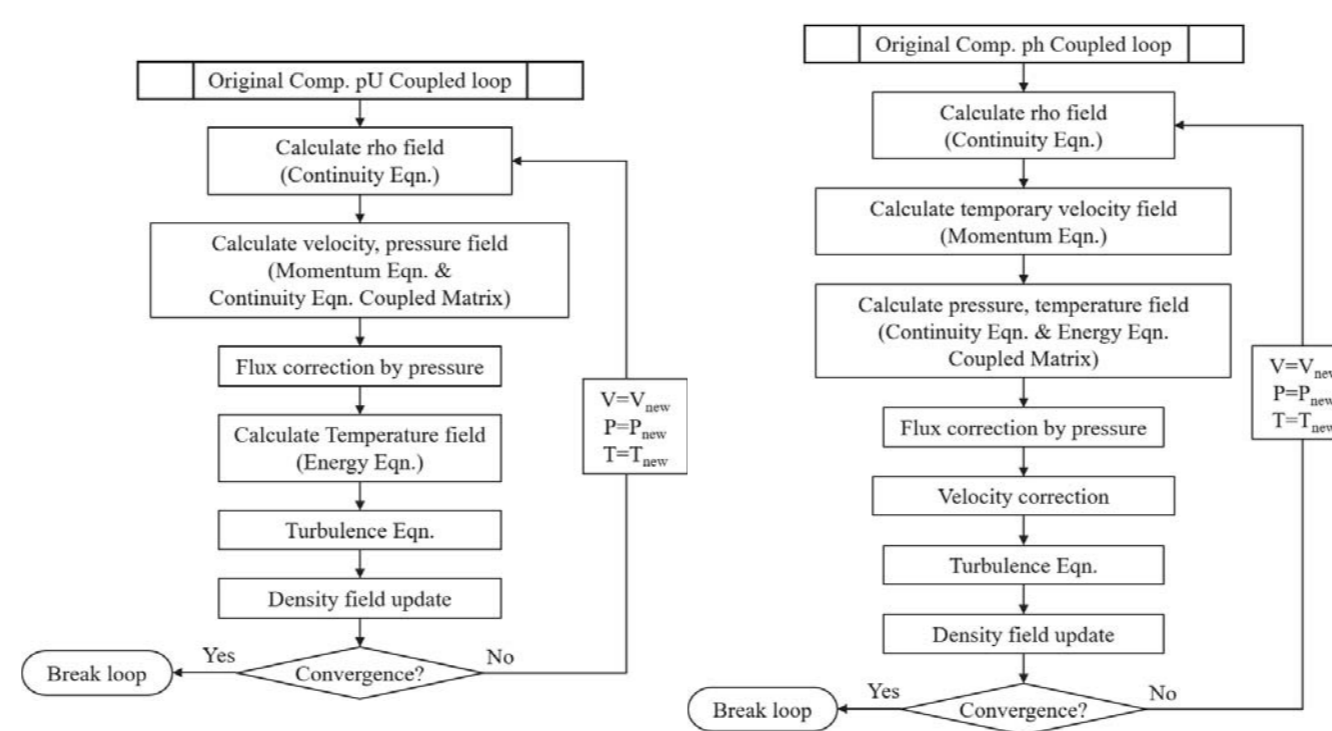 Original Comp. pU Coupled loop
Calculate rho field
(Continuity Eqn.)
Calculate velocity, pressure field
(Momentum Eqn. &
Continuity Eqn. Coupled Matrix)
Flux correction by pressure
Calculate Temperature field
(Energy Eqn.)
Turbulence Eqn.
Density field update
Convergence?
Yes
No
Break loop
V=Vnew
P=Pnew
T=Tnew
Original Comp. ph Coupled loop
Calculate rho field
(Continuity Eqn.)
Calculate temporary velocity field
(Momentum Eqn.)
Calculate pressure, temperature field
(Continuity Eqn. & Energy Eqn.
Coupled Matrix)
Flux correction by pressure
Velocity correction
Turbulence Eqn.
Density field update
Convergence?
Yes
No
Break loop
V=Vnew
P=Pnew
T=Tnew